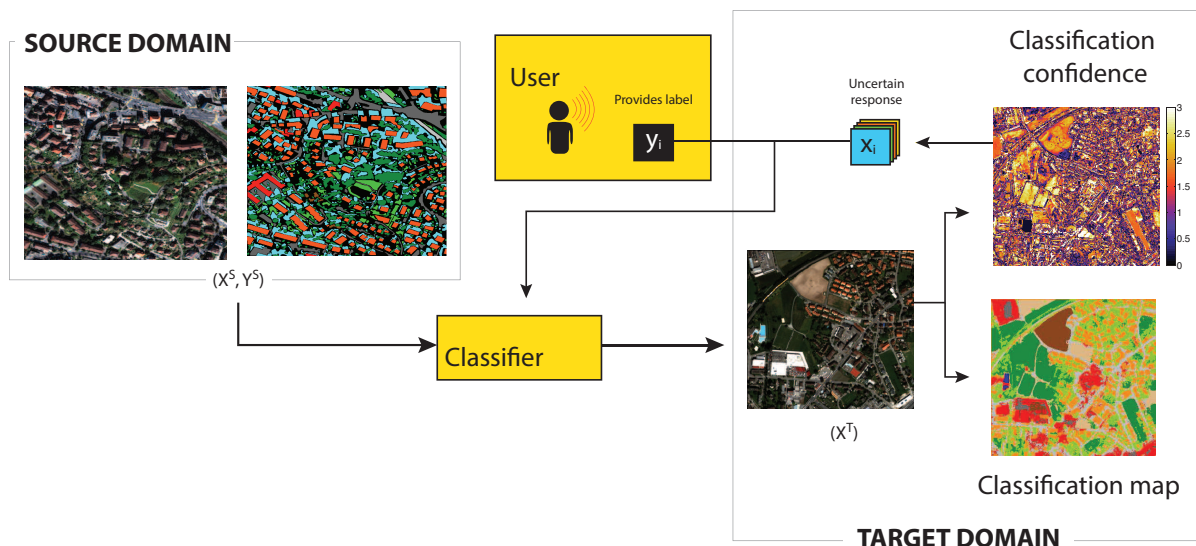 SOURCE DOMAIN
(X^S, Y^S)
User
Provides label
y_i
Uncertain
response
x_i
Classification
confidence
3
2.5
2
1.5
1
0.5
0
Classifier
(X^T)
Classification map
TARGET DOMAIN